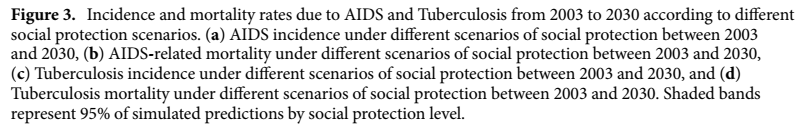 Figure 3. Incidence and mortality rates due to AIDS and Tuberculosis from 2003 to 2030 according to different
social protection scenarios. (a) AIDS incidence under different scenarios of social protection between 2003
and 2030, (b) AIDS-related mortality under different scenarios of social protection between 2003 and 2030,
(c) Tuberculosis incidence under different scenarios of social protection between 2003 and 2030, and (d)
Tuberculosis mortality under different scenarios of social protection between 2003 and 2030. Shaded bands
represent 95% of simulated predictions by social protection level.